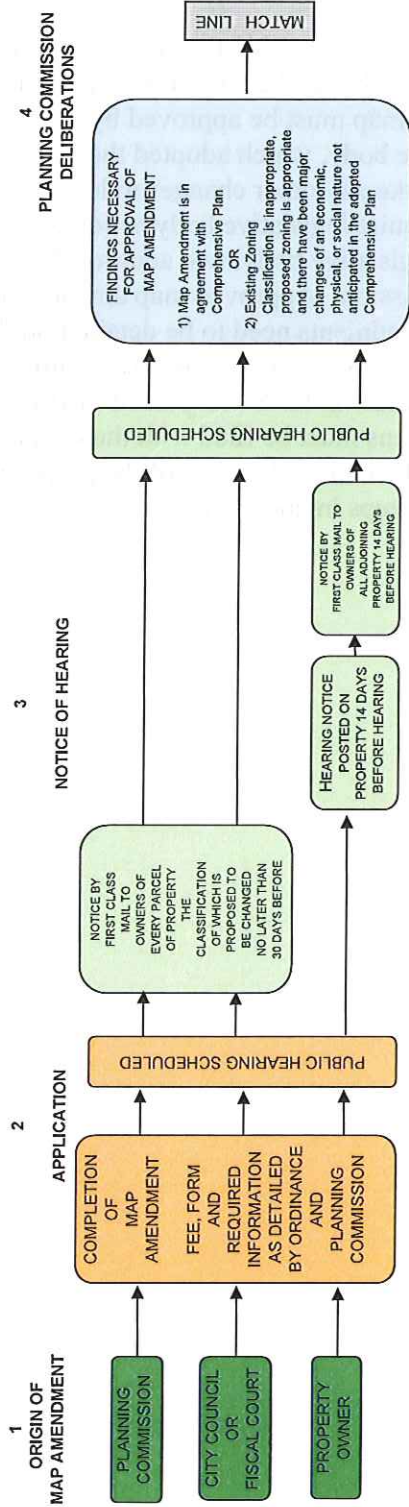 1
ORIGIN OF
MAP AMENDMENT
PLANNING
COMMISSION
CITY COUNCIL
OR
FISCAL COURT
PROPERTY
OWNER
2
APPLICATION
COMPLETION
OF
MAP
AMENDMENT
FEE, FORM
AND
REQUIRED
INFORMATION
AS DETAILED
BY ORDINANCE
AND
PLANNING
COMMISSION
PUBLIC HEARING SCHEDULED
3
NOTICE OF HEARING
NOTICE BY
FIRST CLASS
MAIL TO
OWNERS OF
EVERY PARCEL
OF PROPERTY
THE
CLASSIFICATION
OF WHICH IS
PROPOSED TO
BE CHANGED
NO LATER THAN
30 DAYS BEFORE
HEARING NOTICE
POSTED ON
PROPERTY 14 DAYS
BEFORE HEARING
NOTICE BY
FIRST CLASS MAIL TO
OWNERS OF
ALL ADJOINING
PROPERTY 14 DAYS
BEFORE HEARING
PUBLIC HEARING SCHEDULED
4
PLANNING COMMISSION
DELIBERATIONS
FINDINGS NECESSARY
FOR APPROVAL OF
MAP AMENDMENT
1) Map Amendment is in
agreement with
Comprehensive Plan
OR
2) Existing Zoning
Classification is inappropriate,
proposed zoning is appropriate
and there have been major
changes of an economic,
physical, or social nature not
anticipated in the adopted
Comprehensive Plan
MATCH LINE